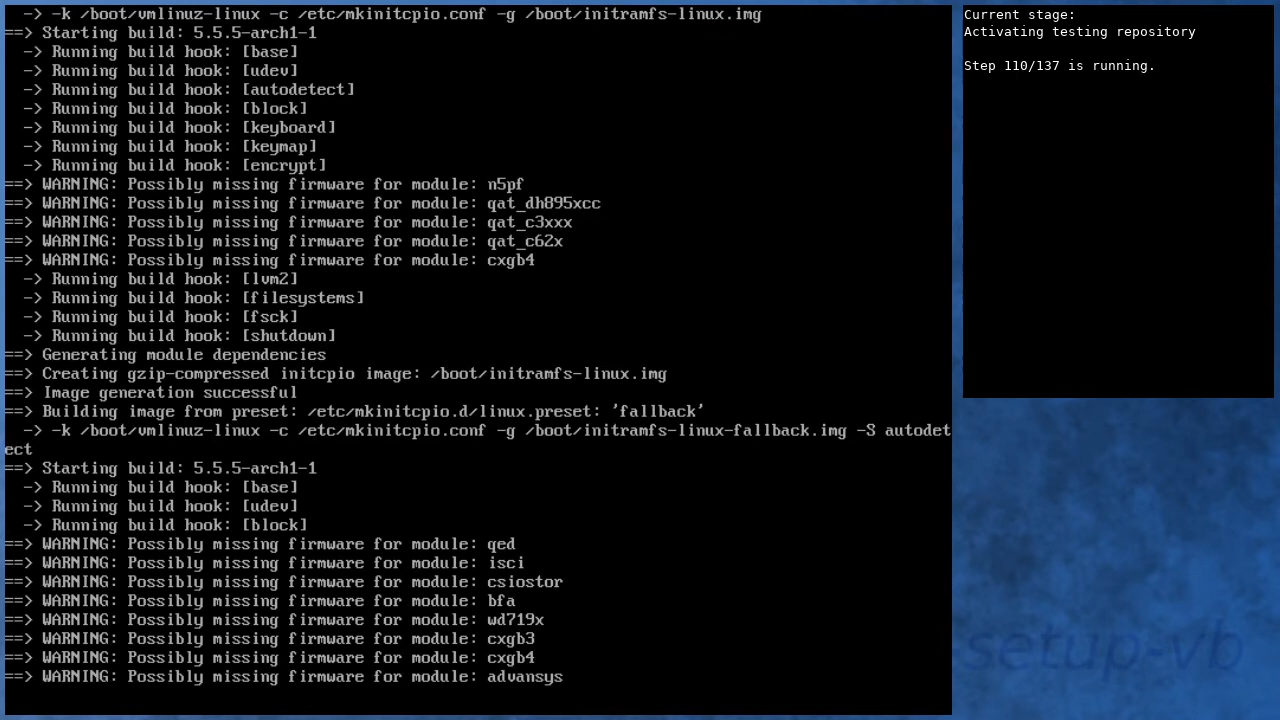 -> -k /boot/vmlinuz-linux -c /etc/mkinitcpio.conf -g /boot/initramfs-linux.img
==> Starting build: 5.5.5-arch1-1
  -> Running build hook: [base]
  -> Running build hook: [udev]
  -> Running build hook: [autodetect]
  -> Running build hook: [block]
  -> Running build hook: [keyboard]
  -> Running build hook: [keymap]
  -> Running build hook: [encrypt]
==> WARNING: Possibly missing firmware for module: n5pf
==> WARNING: Possibly missing firmware for module: qat_dh895xcc
==> WARNING: Possibly missing firmware for module: qat_c3xxx
==> WARNING: Possibly missing firmware for module: qat_c62x
==> WARNING: Possibly missing firmware for module: cxgb4
  -> Running build hook: [lvm2]
  -> Running build hook: [filesystems]
  -> Running build hook: [fsck]
  -> Running build hook: [shutdown]
==> Generating module dependencies
==> Creating gzip-compressed initcpio image: /boot/initramfs-linux.img
==> Image generation successful
==> Building image from preset: /etc/mkinitcpio.d/linux.preset: 'fallback'
  -> -k /boot/vmlinuz-linux -c /etc/mkinitcpio.conf -g /boot/initramfs-linux-fallback.img -S autodet
ect
==> Starting build: 5.5.5-arch1-1
  -> Running build hook: [base]
  -> Running build hook: [udev]
  -> Running build hook: [block]
==> WARNING: Possibly missing firmware for module: qed
==> WARNING: Possibly missing firmware for module: isci
==> WARNING: Possibly missing firmware for module: csiostor
==> WARNING: Possibly missing firmware for module: bfa
==> WARNING: Possibly missing firmware for module: wd719x
==> WARNING: Possibly missing firmware for module: cxgb3
==> WARNING: Possibly missing firmware for module: cxgb4
==> WARNING: Possibly missing firmware for module: advansys
Current stage:
Activating testing repository
Step 110/137 is running.
setup-vb